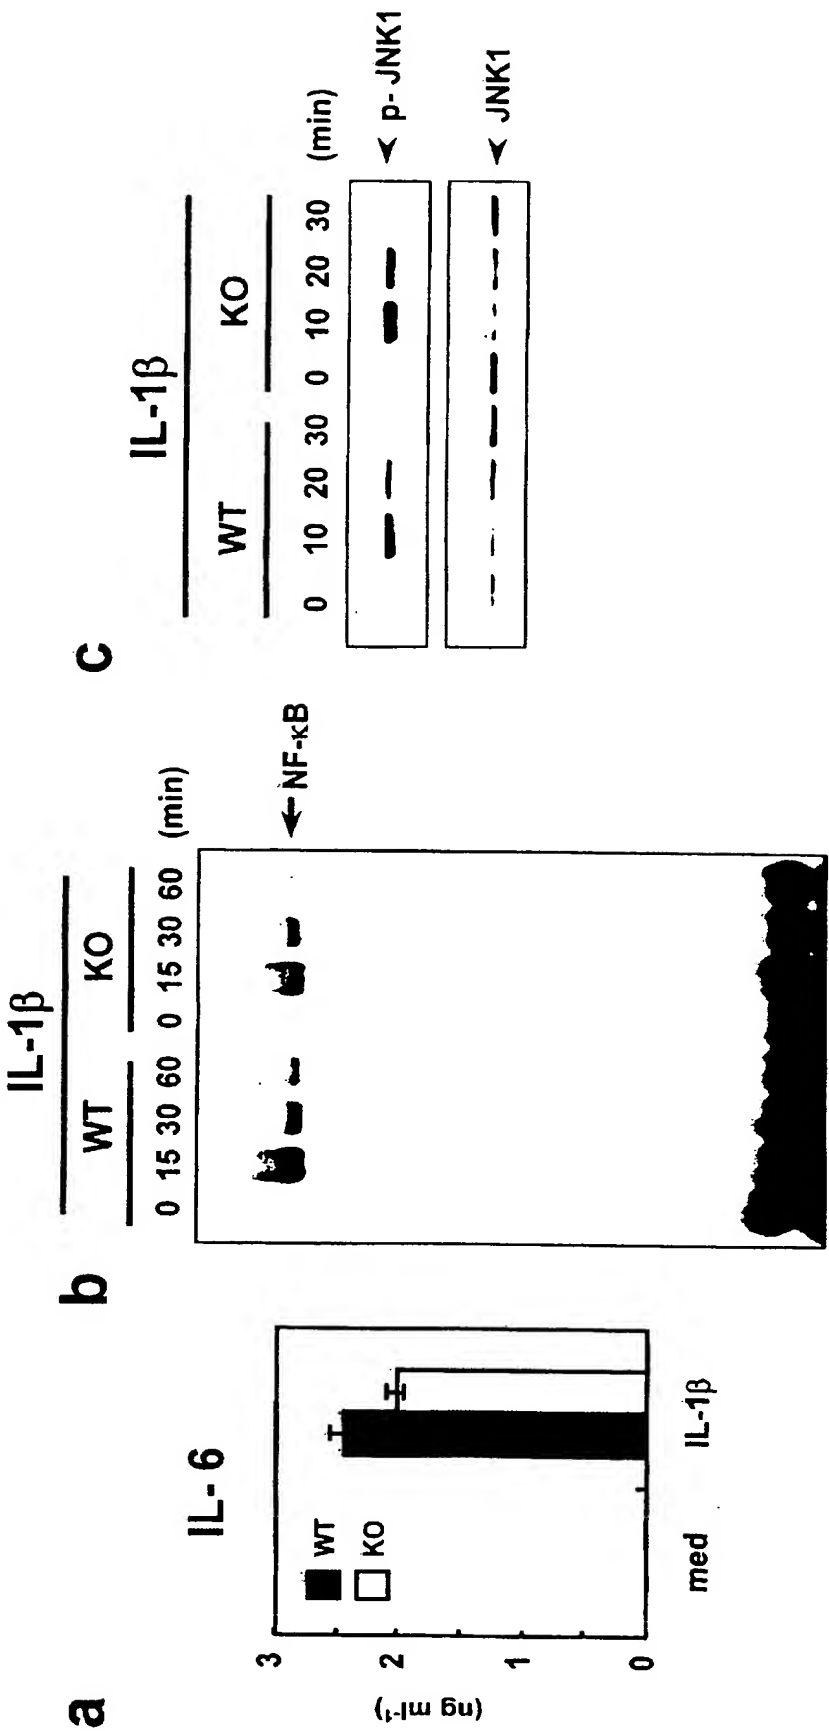 a
IL-6
(ng ml⁻¹)
3
2
1
0
WT
KO
med
IL-1β
b
IL-1β
WT
KO
0 15 30 60 0 15 30 60 (min)
NF-κB
c
IL-1β
WT
KO
0 10 20 30 0 10 20 30 (min)
p-JNK1
JNK1